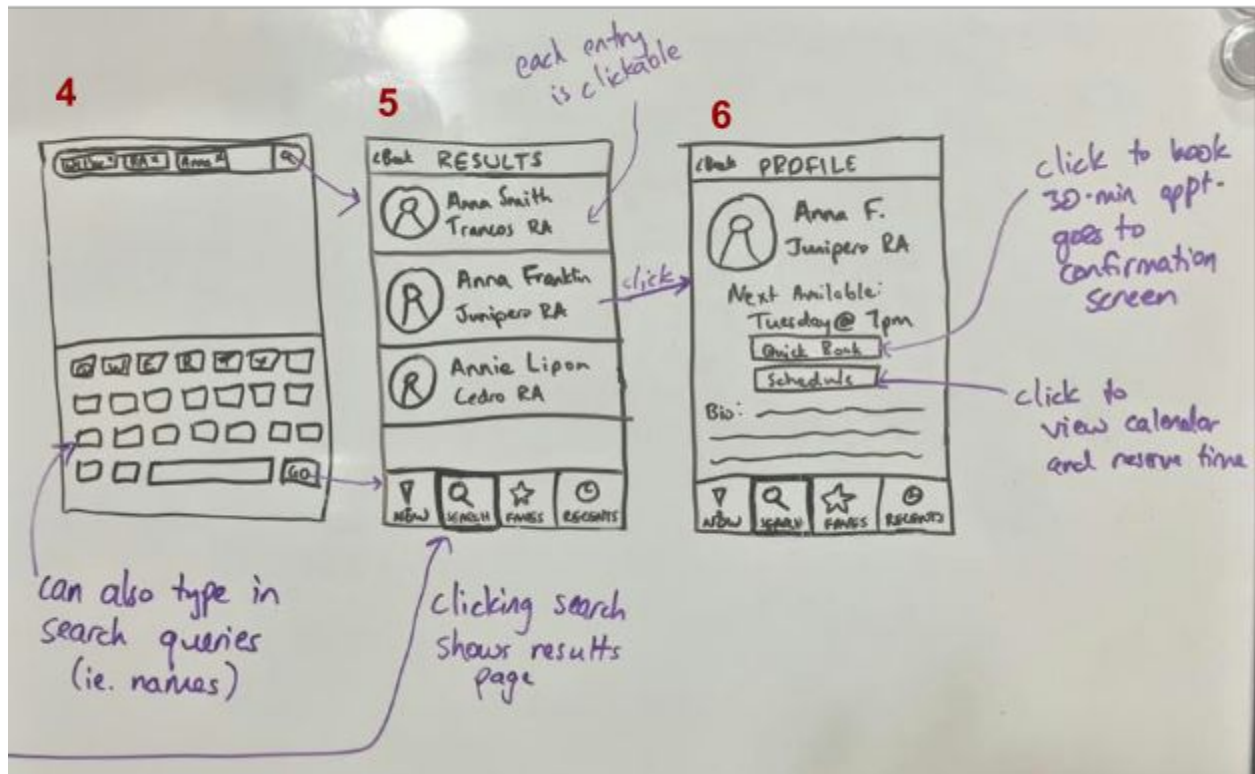 4
RA x
Anna x
Q W E R T Y
GO
can also type in
search queries
(ie. names)
5
each entry
is clickable
<Back RESULTS
Anna Smith
Trancos RA
Anna Franklin
Junipero RA
Annie Lipon
Cedro RA
NOW SEARCH FAVES RECENTS
click
clicking search
shows results
page
6
<Back PROFILE
Anna F.
Junipero RA
Next Available:
Tuesday @ 7pm
Quick Book
Schedule
Bio:
NOW SEARCH FAVES RECENTS
click to book
30-min appt-
goes to
confirmation
screen
click to
view calendar
and reserve time